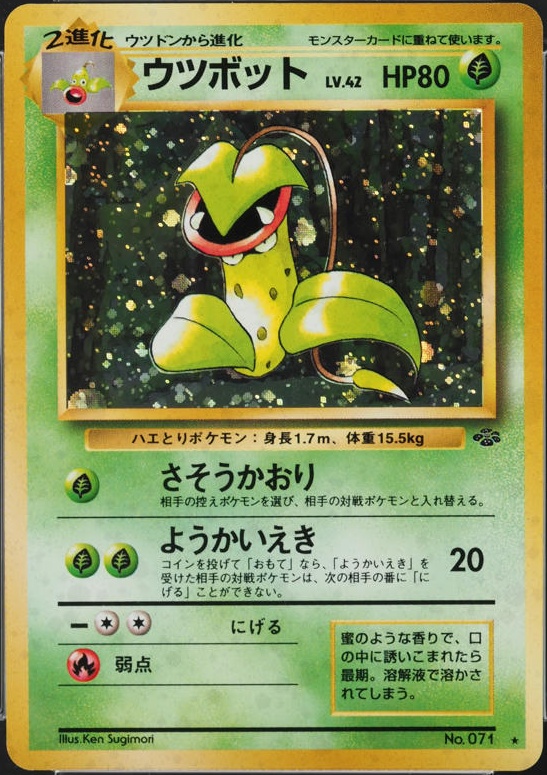 2進化 ウツドンから進化 モンスターカードに重ねて使います。
ウツボット LV.42 HP80
ハエとりポケモン：身長1.7m、体重15.5kg
さそうかおり
相手の控えポケモンを選び、相手の対戦ポケモンと入れ替える。
ようかいえき 20
コインを投げて「おもて」なら、「ようかいえき」を
受けた相手の対戦ポケモンは、次の相手の番に「に
げる」ことができない。
ー にげる
弱点
蜜のような香りで、口
の中に誘いこまれたら
最期。溶解液で溶かさ
れてしまう。
Illus.Ken Sugimori
No. 071 ★